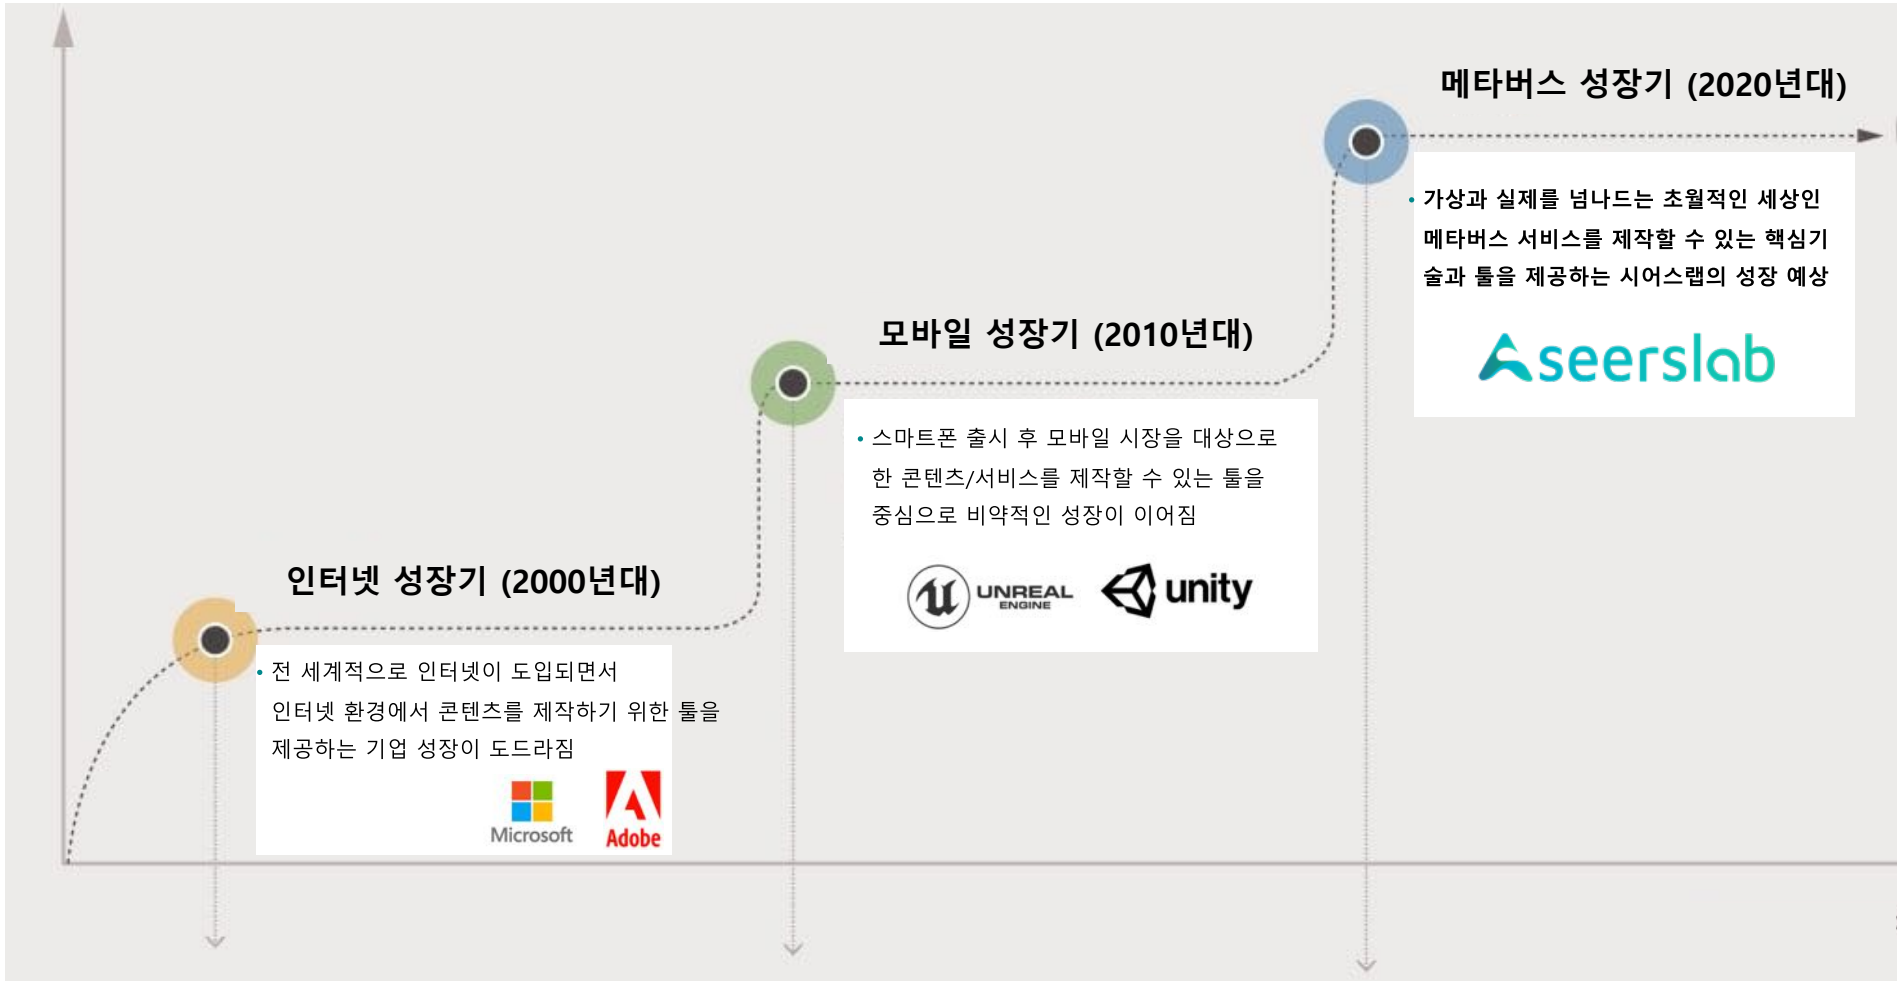 메타버스 성장기 (2020년대)
• 가상과 실제를 넘나드는 초월적인 세상인
메타버스 서비스를 제작할 수 있는 핵심기
술과 툴을 제공하는 시어스랩의 성장 예상
seerslab
모바일 성장기 (2010년대)
• 스마트폰 출시 후 모바일 시장을 대상으로
한 콘텐츠/서비스를 제작할 수 있는 툴을
중심으로 비약적인 성장이 이어짐
UNREAL
ENGINE
unity
인터넷 성장기 (2000년대)
• 전 세계적으로 인터넷이 도입되면서
인터넷 환경에서 콘텐츠를 제작하기 위한 툴을
제공하는 기업 성장이 도드라짐
Microsoft
Adobe